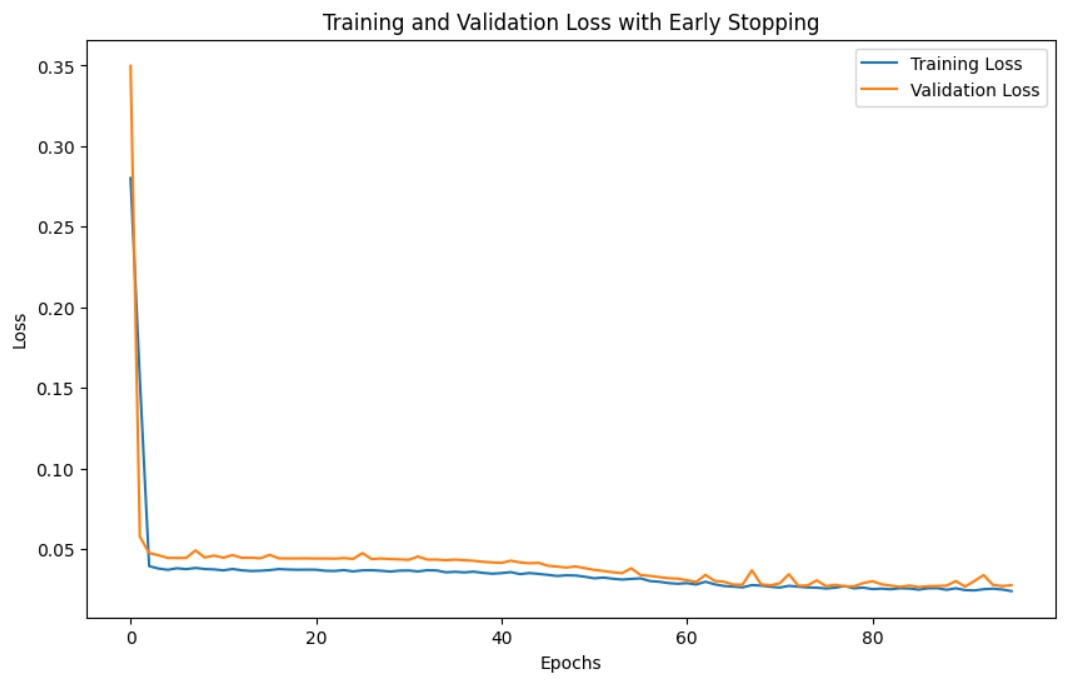 Training and Validation Loss with Early Stopping
Training Loss
Validation Loss
0.35
0.30
0.25
0.20
0.15
0.10
0.05
Loss
0 20 40 60 80
Epochs